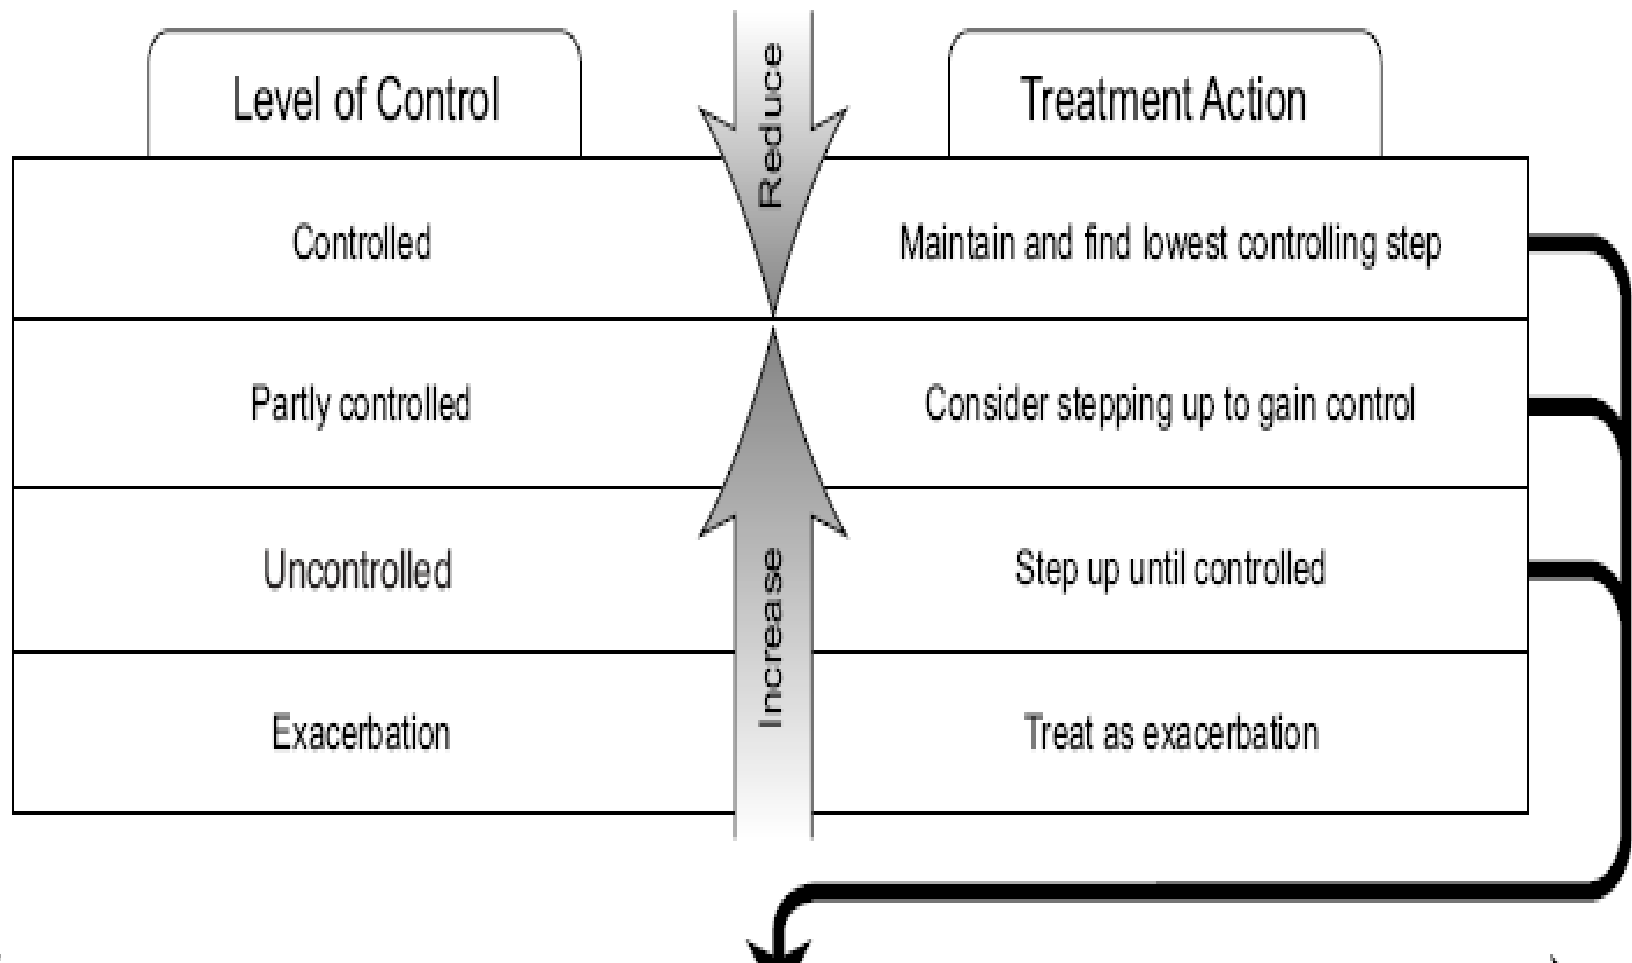 Level of Control
Reduce
Treatment Action
Controlled
Maintain and find lowest controlling step
Partly controlled
Consider stepping up to gain control
Uncontrolled
Increase
Step up until controlled
Exacerbation
Treat as exacerbation